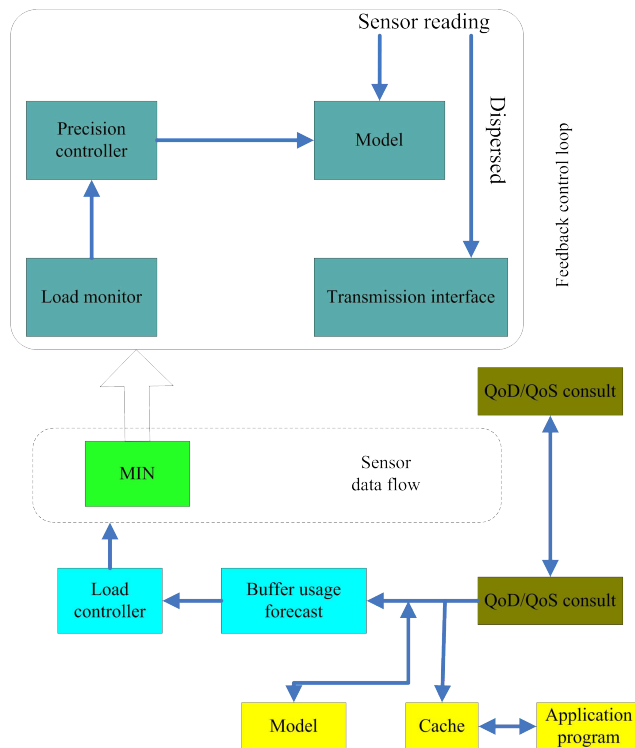 Sensor reading
Precision
controller
Model
Dispersed
Feedback control loop
Load monitor
Transmission interface
QoD/QoS consult
MIN
Sensor
data flow
Load
controller
Buffer usage
forecast
QoD/QoS consult
Model
Cache
Application
program